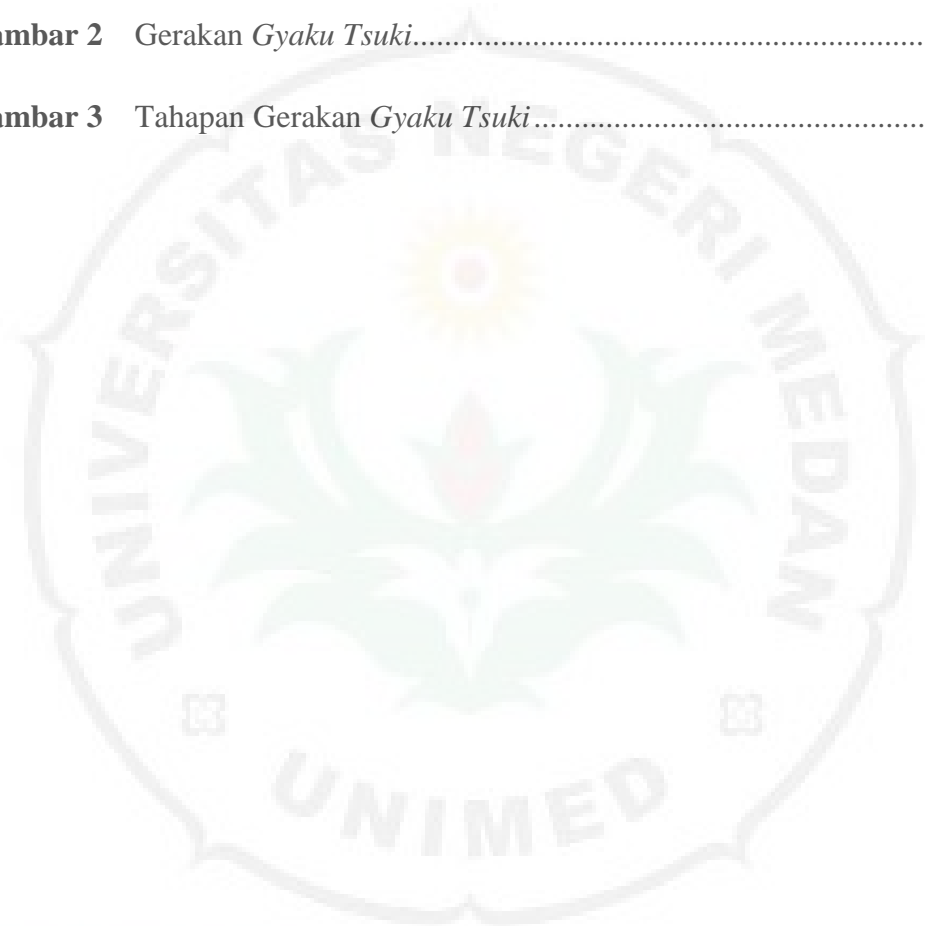 ambar 2 Gerakan Gyaku Tsuki................................................................
ambar 3 Tahapan Gerakan Gyaku Tsuki.................................................
UNIVERSITAS NEGERI MEDAN
UNIMED